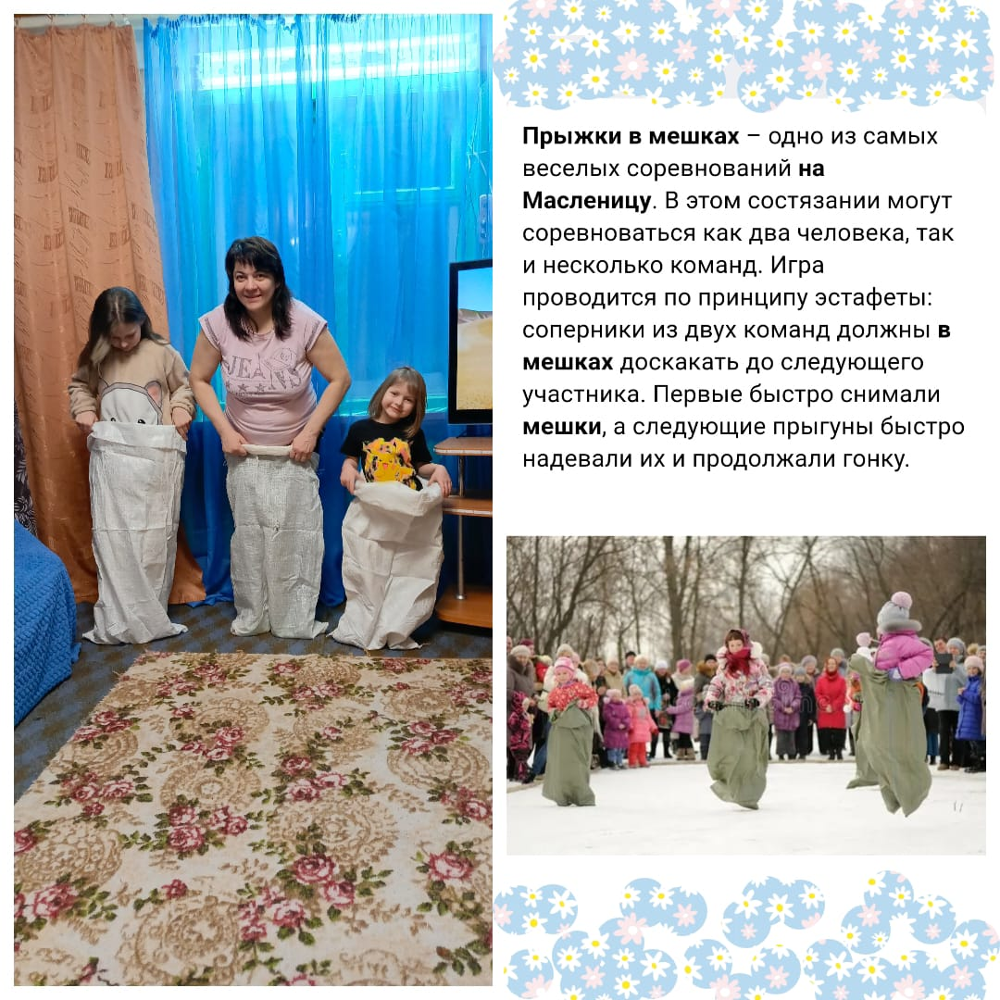 Прыжки в мешках – одно из самых
веселых соревнований на
Масленицу. В этом состязании могут
соревноваться как два человека, так
и несколько команд. Игра
проводится по принципу эстафеты:
соперники из двух команд должны в
мешках доскакать до следующего
участника. Первые быстро снимали
мешки, а следующие прыгуны быстро
надевали их и продолжали гонку.
JEANS